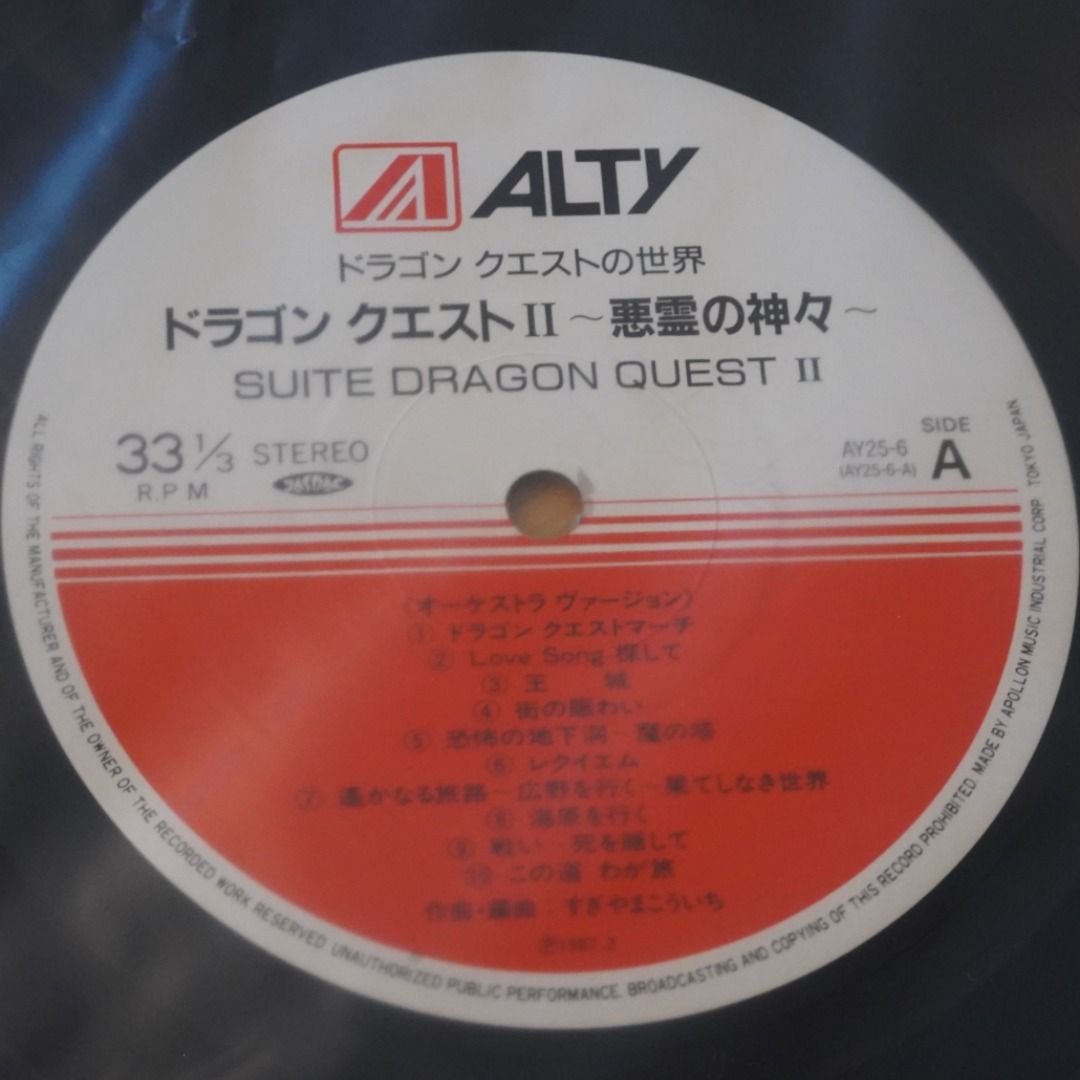 ALTY
ドラゴン クエストの世界
ドラゴン クエストII ～悪霊の神々～
SUITE DRAGON QUEST II
33 1/3 STEREO
R.P.M
JASRAC
AY25-6
(AY25-6-A)
SIDE
A
〈オーケストラ ヴァージョン〉
① ドラゴン クエストマーチ
② Love Song 探して
③ 王 城
④ 街の賑わい
⑤ 恐怖の地下洞～魔の塔
⑥ レクイエム
⑦ 遥かなる旅路～広野を行く～果てしなき世界
⑧ 海原を行く
⑨ 戦い～死を賭して
⑩ この道 わが旅
作曲・編曲：すぎやまこういち
Ⓟ1987.2
ALL RIGHTS OF THE MANUFACTURER AND OF THE OWNER OF THE RECORDED WORK RESERVED. UNAUTHORIZED PUBLIC PERFORMANCE. BROADCASTING AND COPYING OF THIS RECORD PROHIBITED. MADE BY APOLLON MUSIC INDUSTRIAL CORP. TOKYO JAPAN